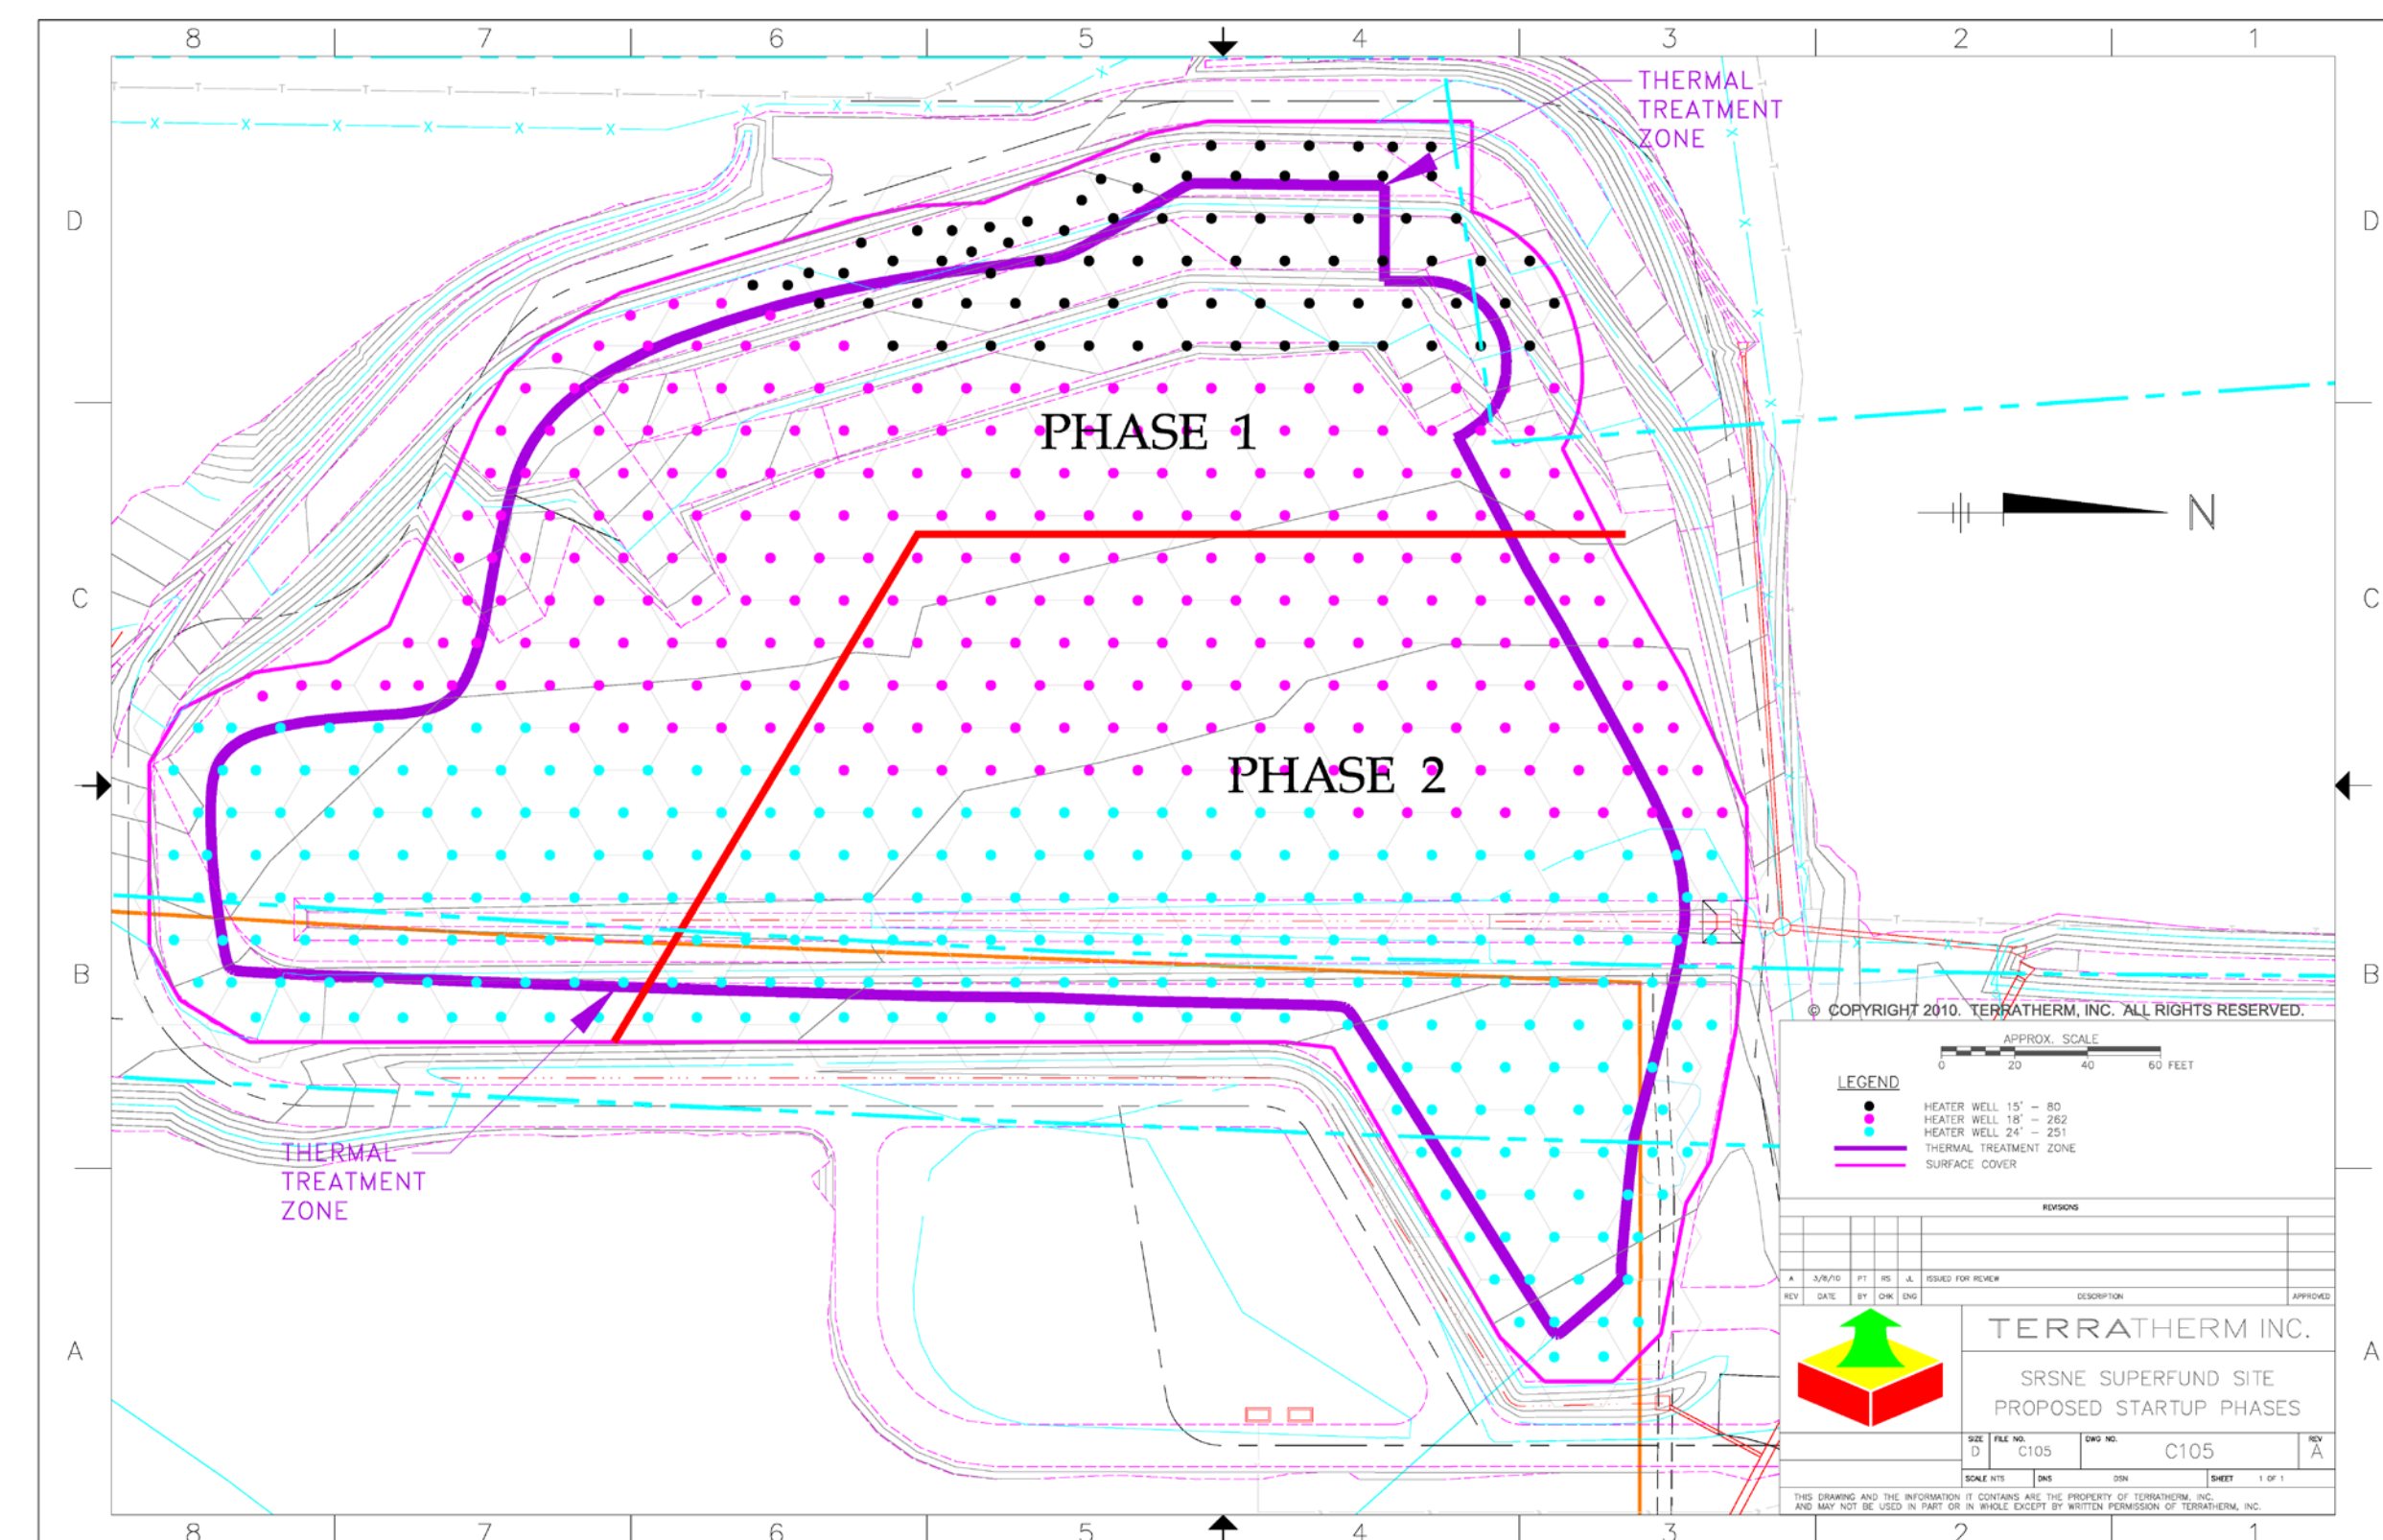 8 7 6 5 4 3 2 1
THERMAL
TREATMENT
ZONE
D
D
PHASE 1
N
C
C
PHASE 2
B
B
© COPYRIGHT 2010. TERRATHERM, INC. ALL RIGHTS RESERVED.
APPROX. SCALE
0 20 40 60 FEET
LEGEND
HEATER WELL 15' - 80
HEATER WELL 18' - 262
HEATER WELL 24' - 251
THERMAL TREATMENT ZONE
SURFACE COVER
THERMAL
TREATMENT
ZONE
REVISIONS
A 3/8/10 PT RS JL ISSUED FOR REVIEW
REV DATE BY CHK ENG DESCRIPTION APPROVED
TERRATHERM INC.
A
A
SRSNE SUPERFUND SITE
PROPOSED STARTUP PHASES
SIZE FILE NO. DWG NO. REV
D C105 C105 A
SCALE NTS DNS DSN SHEET 1 OF 1
THIS DRAWING AND THE INFORMATION IT CONTAINS ARE THE PROPERTY OF TERRATHERM, INC.
AND MAY NOT BE USED IN PART OR IN WHOLE EXCEPT BY WRITTEN PERMISSION OF TERRATHERM, INC.
8 7 6 5 4 3 2 1